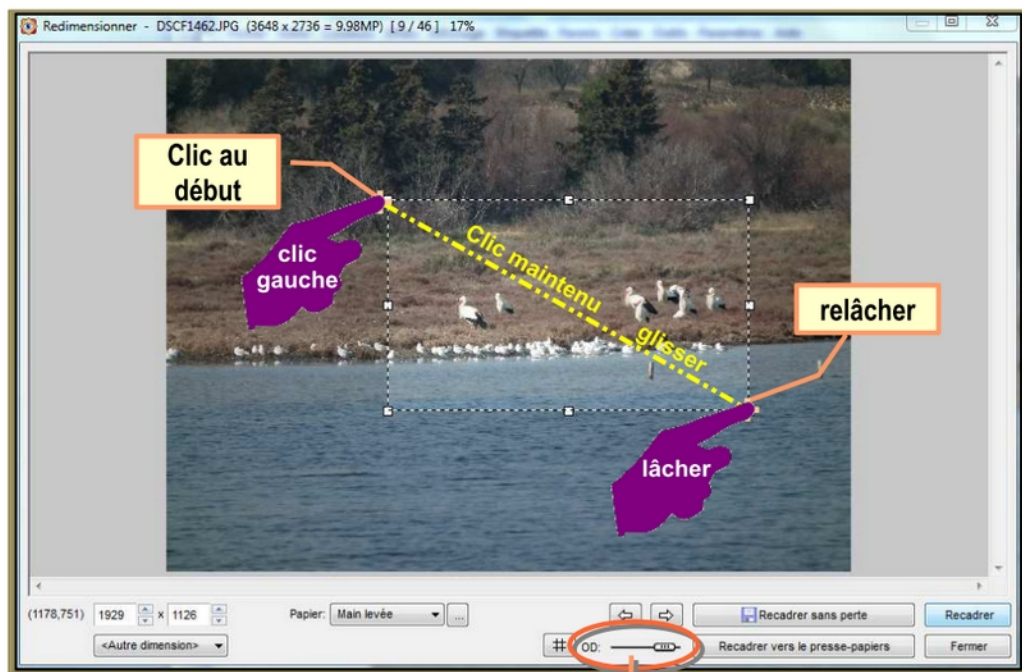 Redimensionner - DSCF1462.JPG (3648 x 2736 = 9.98MP) [ 9 / 46 ] 17%
Clic au
début
clic
gauche
Clic maintenu
glisser
relâcher
lâcher
(1178,751) 1929 x 1126 Papier: Main levée ... Recadrer sans perte Recadrer
<Autre dimension> # OD: Recadrer vers le presse-papiers Fermer